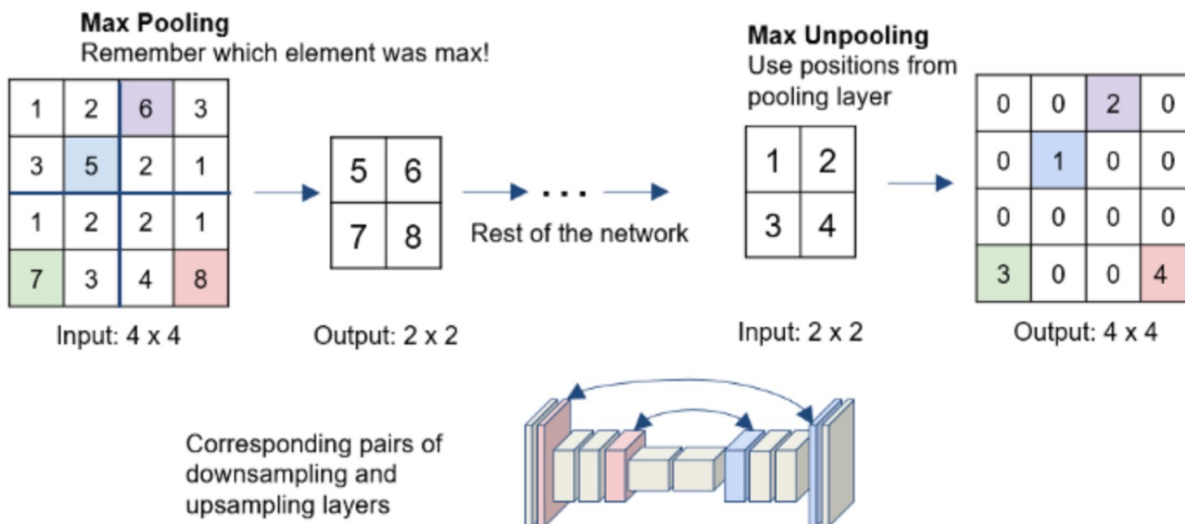 Max Pooling
Remember which element was max!
1 2 6 3
3 5 2 1
1 2 2 1
7 3 4 8
Input: 4 x 4
5 6
7 8
Output: 2 x 2
...
Rest of the network
Max Unpooling
Use positions from
pooling layer
1 2
3 4
Input: 2 x 2
0 0 2 0
0 1 0 0
0 0 0 0
3 0 0 4
Output: 4 x 4
Corresponding pairs of
downsampling and
upsampling layers